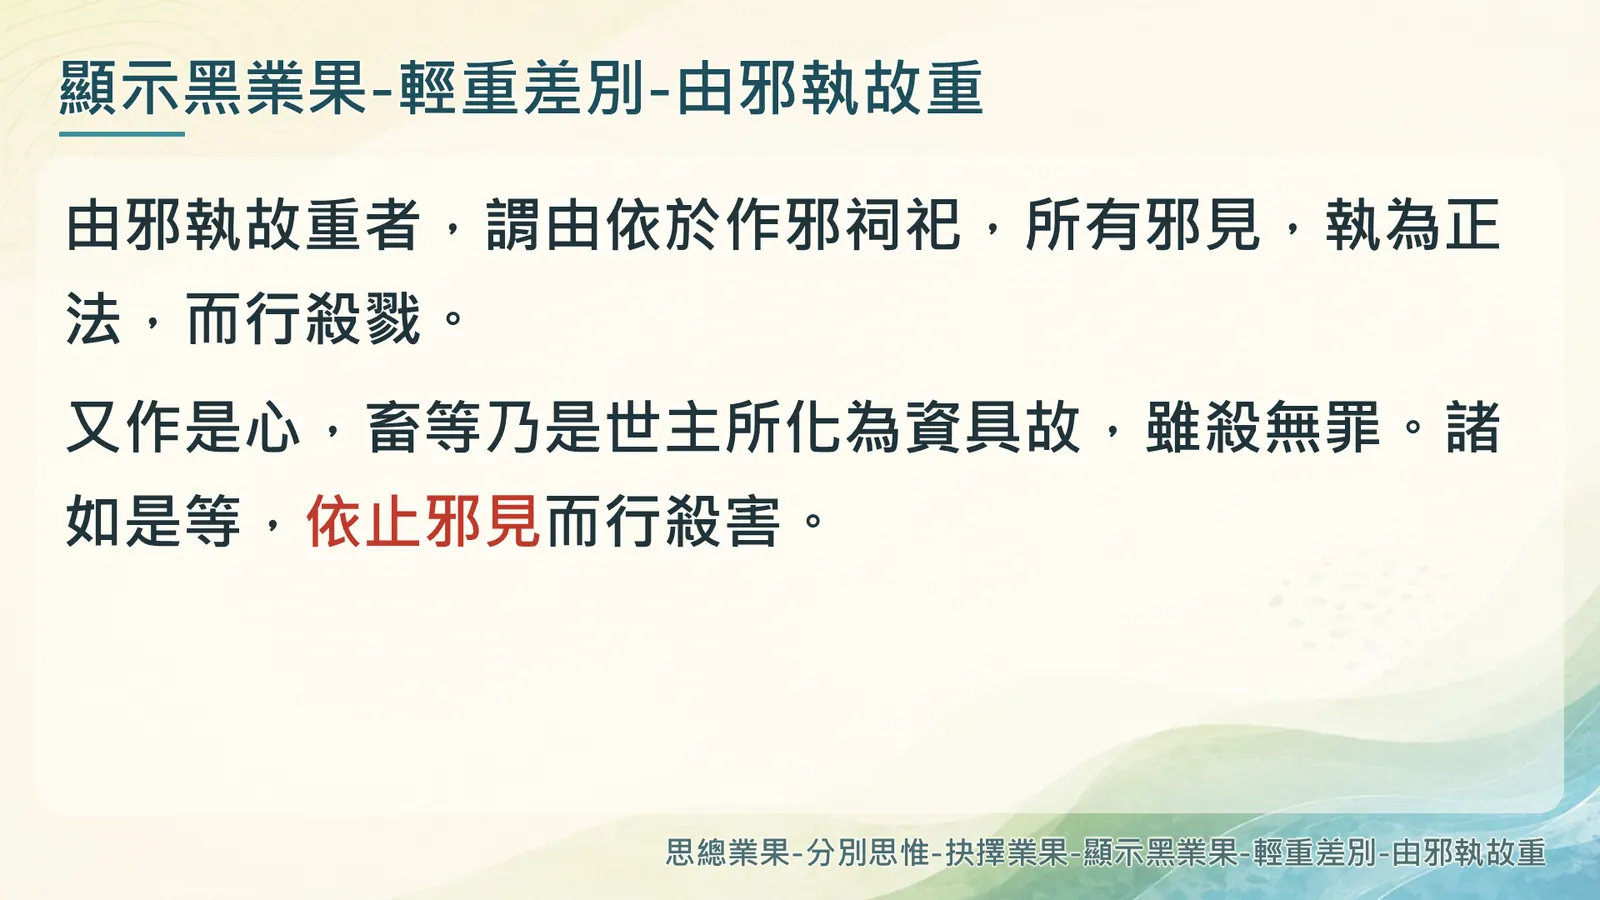 顯示黑業果-輕重差別-由邪執故重
由邪執故重者，謂由依於作邪祠祀，所有邪見，執為正
法，而行殺戮。
又作是心，畜等乃是世主所化為資具故，雖殺無罪。諸
如是等，依止邪見而行殺害。
思總業果-分別思惟-抉擇業果-顯示黑業果-輕重差別-由邪執故重